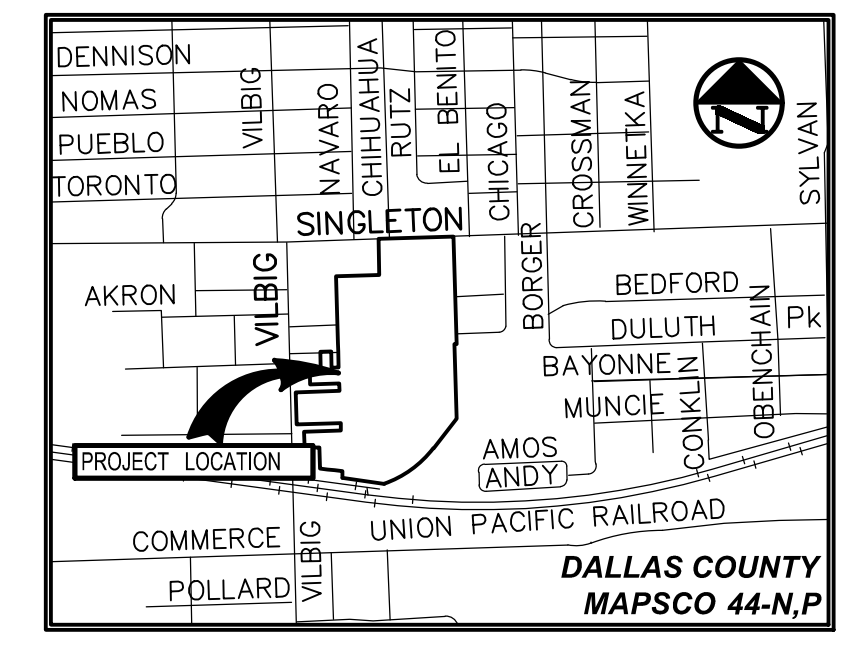 DENNISON
NOMAS
PUEBLO
TORONTO
VILBIG
NAVARO
CHIHUAHUA
RUTZ
EL BENITO
CHICAGO
CROSSMAN
WINNETKA
N
SYLVAN
SINGLETON
AKRON
VILBIG
BORGER
BEDFORD
DULUTH
Pk
BAYONNE
MUNCIE
CONKLIN
OBENCHAIN
AMOS
ANDY
PROJECT LOCATION
UNION PACIFIC RAILROAD
COMMERCE
VILBIG
POLLARD
DALLAS COUNTY
MAPSCO 44-N,P